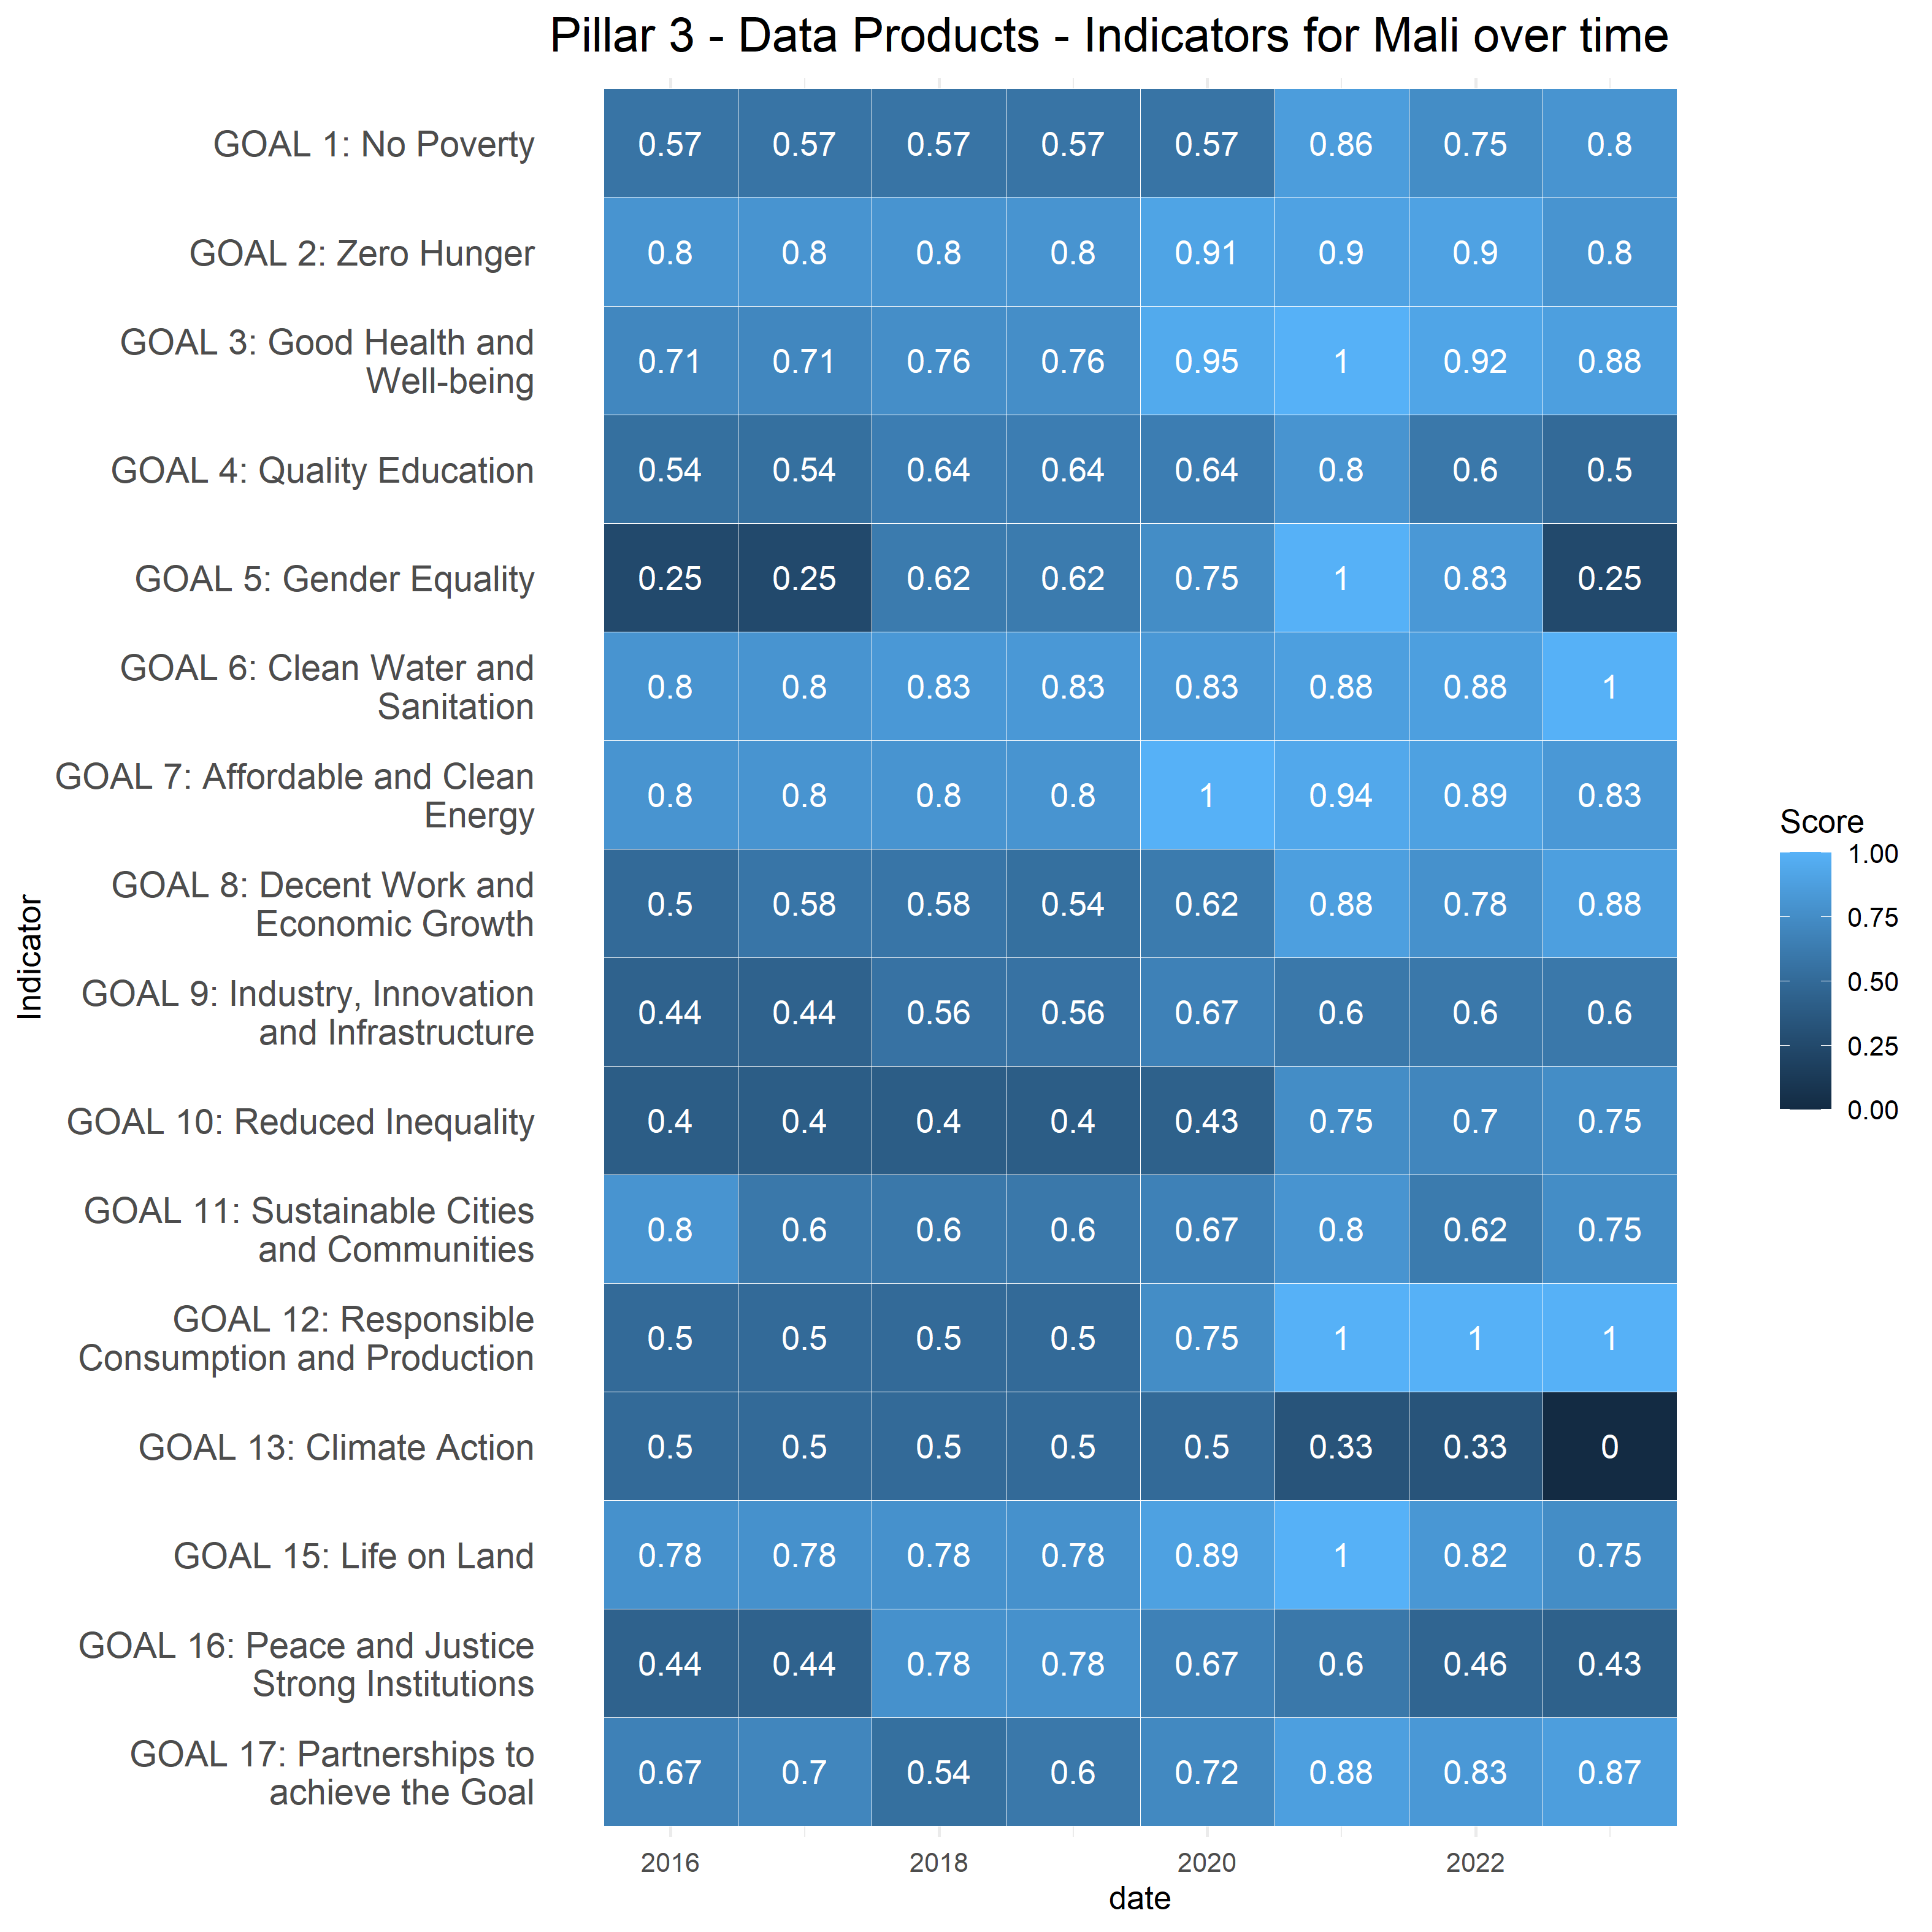 Pillar 3 - Data Products - Indicators for Mali over time
GOAL 1: No Poverty
0.57 0.57 0.57 0.57 0.57 0.86 0.75 0.8
GOAL 2: Zero Hunger
0.8 0.8 0.8 0.8 0.91 0.9 0.9 0.8
GOAL 3: Good Health and
Well-being
0.71 0.71 0.76 0.76 0.95 1 0.92 0.88
GOAL 4: Quality Education
0.54 0.54 0.64 0.64 0.64 0.8 0.6 0.5
GOAL 5: Gender Equality
0.25 0.25 0.62 0.62 0.75 1 0.83 0.25
GOAL 6: Clean Water and
Sanitation
0.8 0.8 0.83 0.83 0.83 0.88 0.88 1
GOAL 7: Affordable and Clean
Energy
0.8 0.8 0.8 0.8 1 0.94 0.89 0.83
GOAL 8: Decent Work and
Economic Growth
0.5 0.58 0.58 0.54 0.62 0.88 0.78 0.88
GOAL 9: Industry, Innovation
and Infrastructure
0.44 0.44 0.56 0.56 0.67 0.6 0.6 0.6
GOAL 10: Reduced Inequality
0.4 0.4 0.4 0.4 0.43 0.75 0.7 0.75
GOAL 11: Sustainable Cities
and Communities
0.8 0.6 0.6 0.6 0.67 0.8 0.62 0.75
GOAL 12: Responsible
Consumption and Production
0.5 0.5 0.5 0.5 0.75 1 1 1
GOAL 13: Climate Action
0.5 0.5 0.5 0.5 0.5 0.33 0.33 0
GOAL 15: Life on Land
0.78 0.78 0.78 0.78 0.89 1 0.82 0.75
GOAL 16: Peace and Justice
Strong Institutions
0.44 0.44 0.78 0.78 0.67 0.6 0.46 0.43
GOAL 17: Partnerships to
achieve the Goal
0.67 0.7 0.54 0.6 0.72 0.88 0.83 0.87
2016 2018 2020 2022
date
Indicator
Score
1.00
0.75
0.50
0.25
0.00